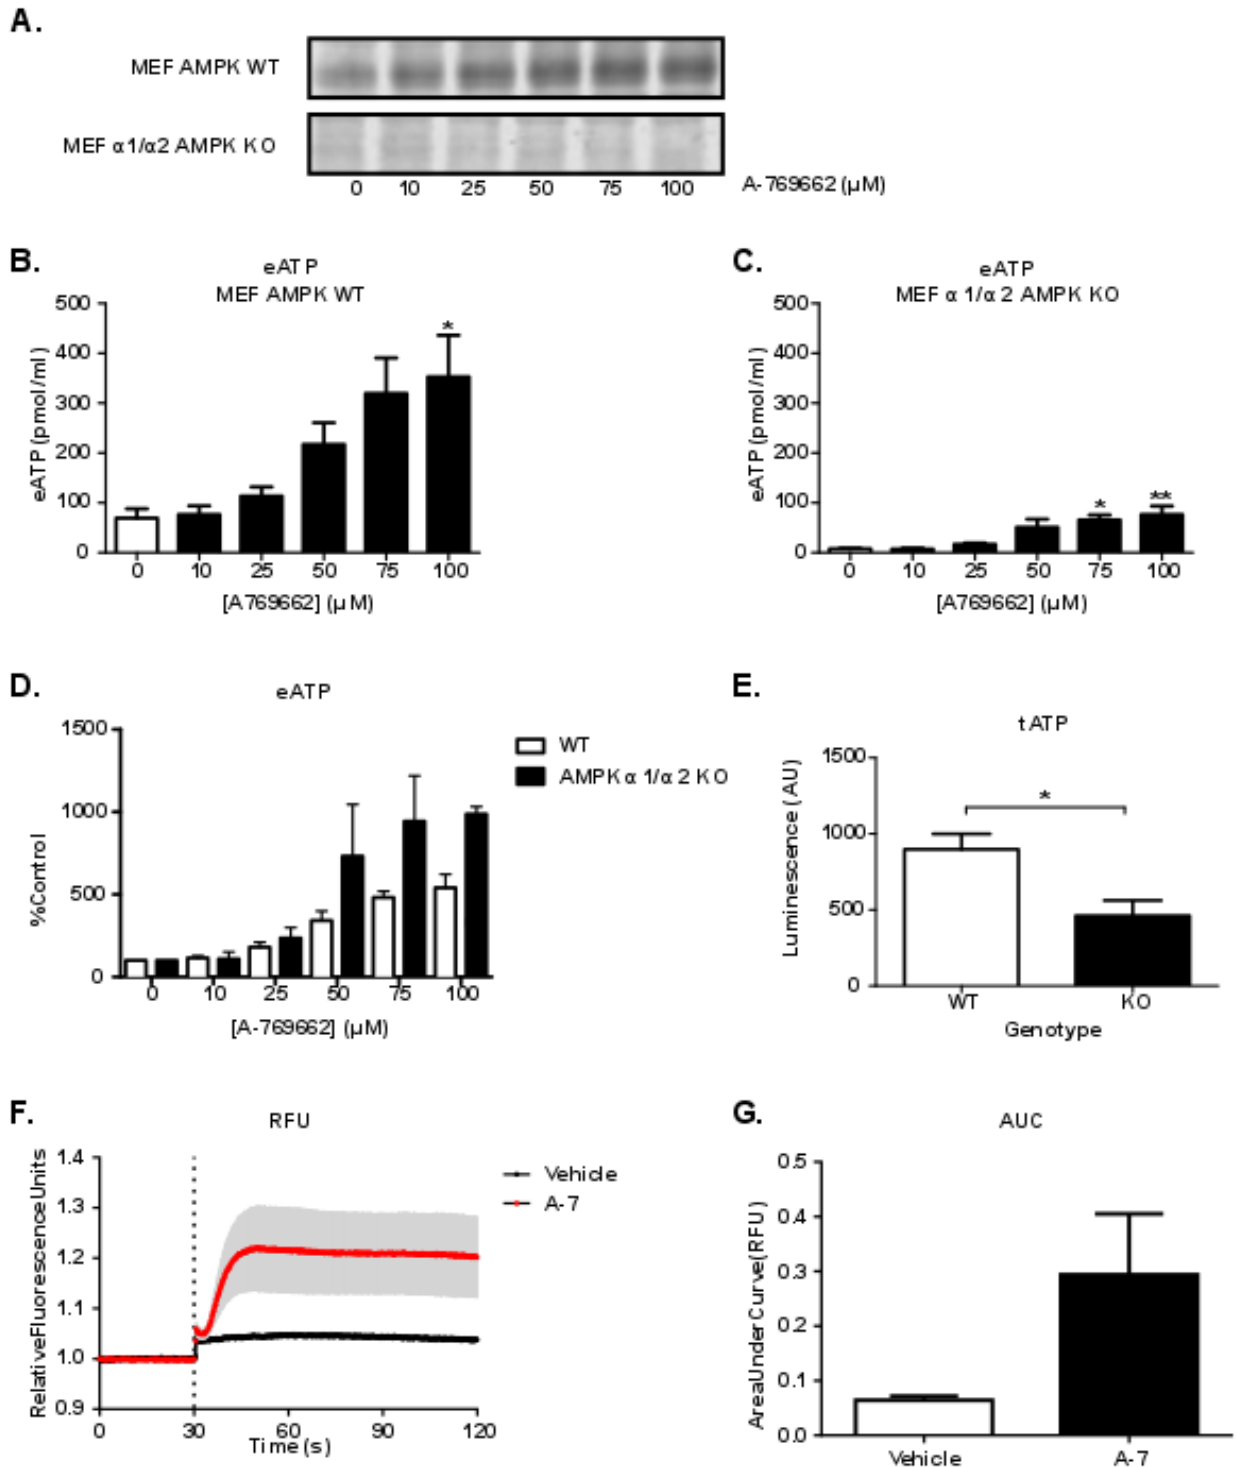 A.
MEF AMPK WT
MEF α1/α2 AMPK KO
0 10 25 50 75 100 A-769662 (µM)
B.
eATP
MEF AMPK WT
eATP (pmol/ml)
500
400
300
200
100
0
*
0 10 25 50 75 100
[A769662] (µM)
C.
eATP
MEF α 1/α 2 AMPK KO
eATP (pmol/ml)
500
400
300
200
100
0
* **
0 10 25 50 75 100
[A769662] (µM)
D.
eATP
%Control
1500
1000
500
0
0 10 25 50 75 100
[A-769662] (µM)
WT
AMPK α 1/α 2 KO
E.
tATP
Luminescence (AU)
1500
1000
500
0
*
WT KO
Genotype
F.
RFU
RelativeFluorescenceUnits
1.4
1.3
1.2
1.1
1.0
0.9
0 30 60 90 120
Time (s)
Vehicle
A-7
G.
AUC
AreaUnderCurve(RFU)
0.5
0.4
0.3
0.2
0.1
0.0
Vehicle A-7